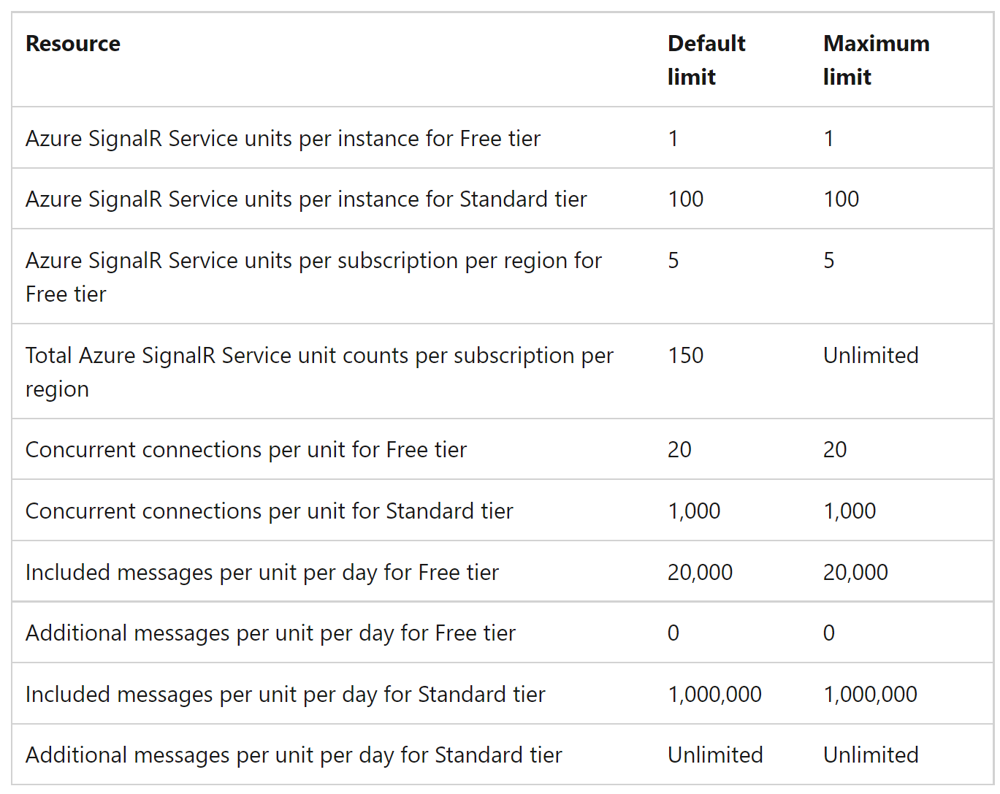 Resource Default Maximum
limit limit
Azure SignalR Service units per instance for Free tier 1 1
Azure SignalR Service units per instance for Standard tier 100 100
Azure SignalR Service units per subscription per region for 5 5
Free tier
Total Azure SignalR Service unit counts per subscription per 150 Unlimited
region
Concurrent connections per unit for Free tier 20 20
Concurrent connections per unit for Standard tier 1,000 1,000
Included messages per unit per day for Free tier 20,000 20,000
Additional messages per unit per day for Free tier 0 0
Included messages per unit per day for Standard tier 1,000,000 1,000,000
Additional messages per unit per day for Standard tier Unlimited Unlimited